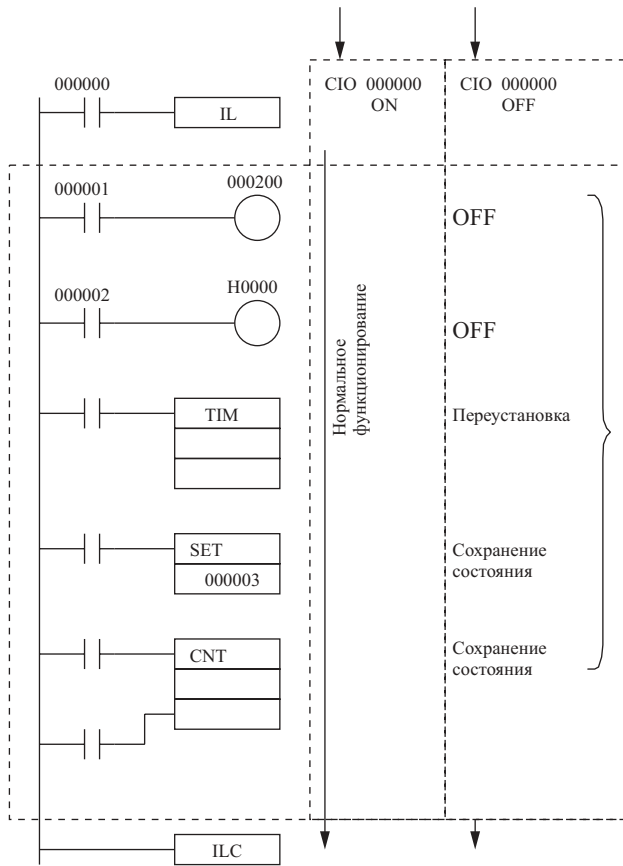 000000
IL
CIO 000000
ON
CIO 000000
OFF
000001
000200
OFF
000002
H0000
OFF
Нормальное
функционирование
TIM
Переустановка
SET
000003
Сохранение
состояния
CNT
Сохранение
состояния
ILC